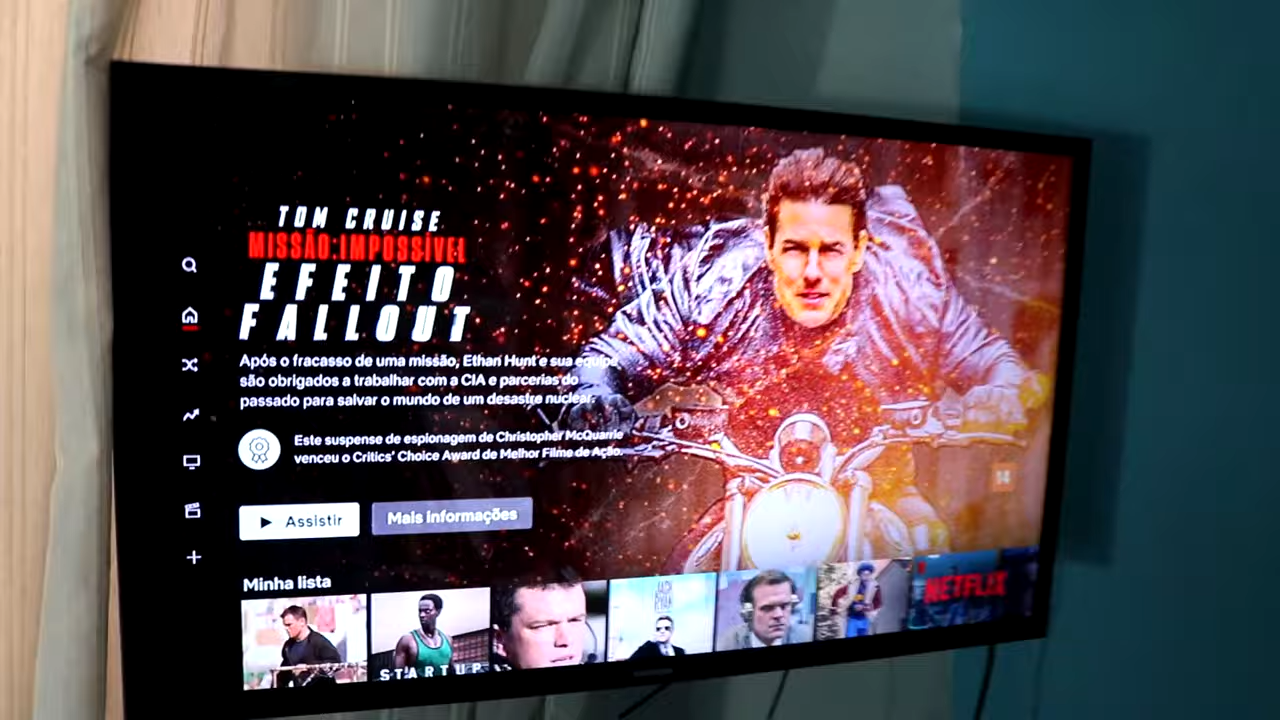 TOM CRUISE
MISSÃO:IMPOSSÍVEL
EFEITO
FALLOUT
Após o fracasso de uma missão, Ethan Hunt e sua equipe
são obrigados a trabalhar com a CIA e parcerias do
passado para salvar o mundo de um desastre nuclear.
Este suspense de espionagem de Christopher McQuarrie
venceu o Critics' Choice Award de Melhor Filme de Ação.
14
Assistir
Mais informações
Minha lista
STARTUP
NETFLIX